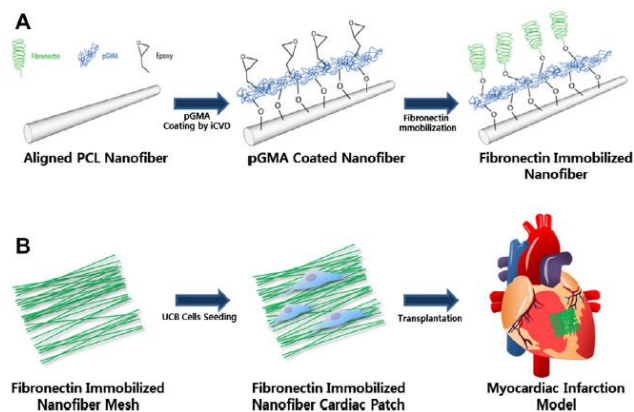 A
Fibronectin
pGMA
Epoxy
O O O O
O O O O O O
O O O O
O O O O O O
pGMA
Coating by iCVD
Fibronectin
mmobilization
Aligned PCL Nanofiber
pGMA Coated Nanofiber
Fibronectin Immobilized
Nanofiber
B
UCB Cells Seeding
Transplantation
Fibronectin Immobilized
Nanofiber Mesh
Fibronectin Immobilized
Nanofiber Cardiac Patch
Myocardiac Infarction
Model